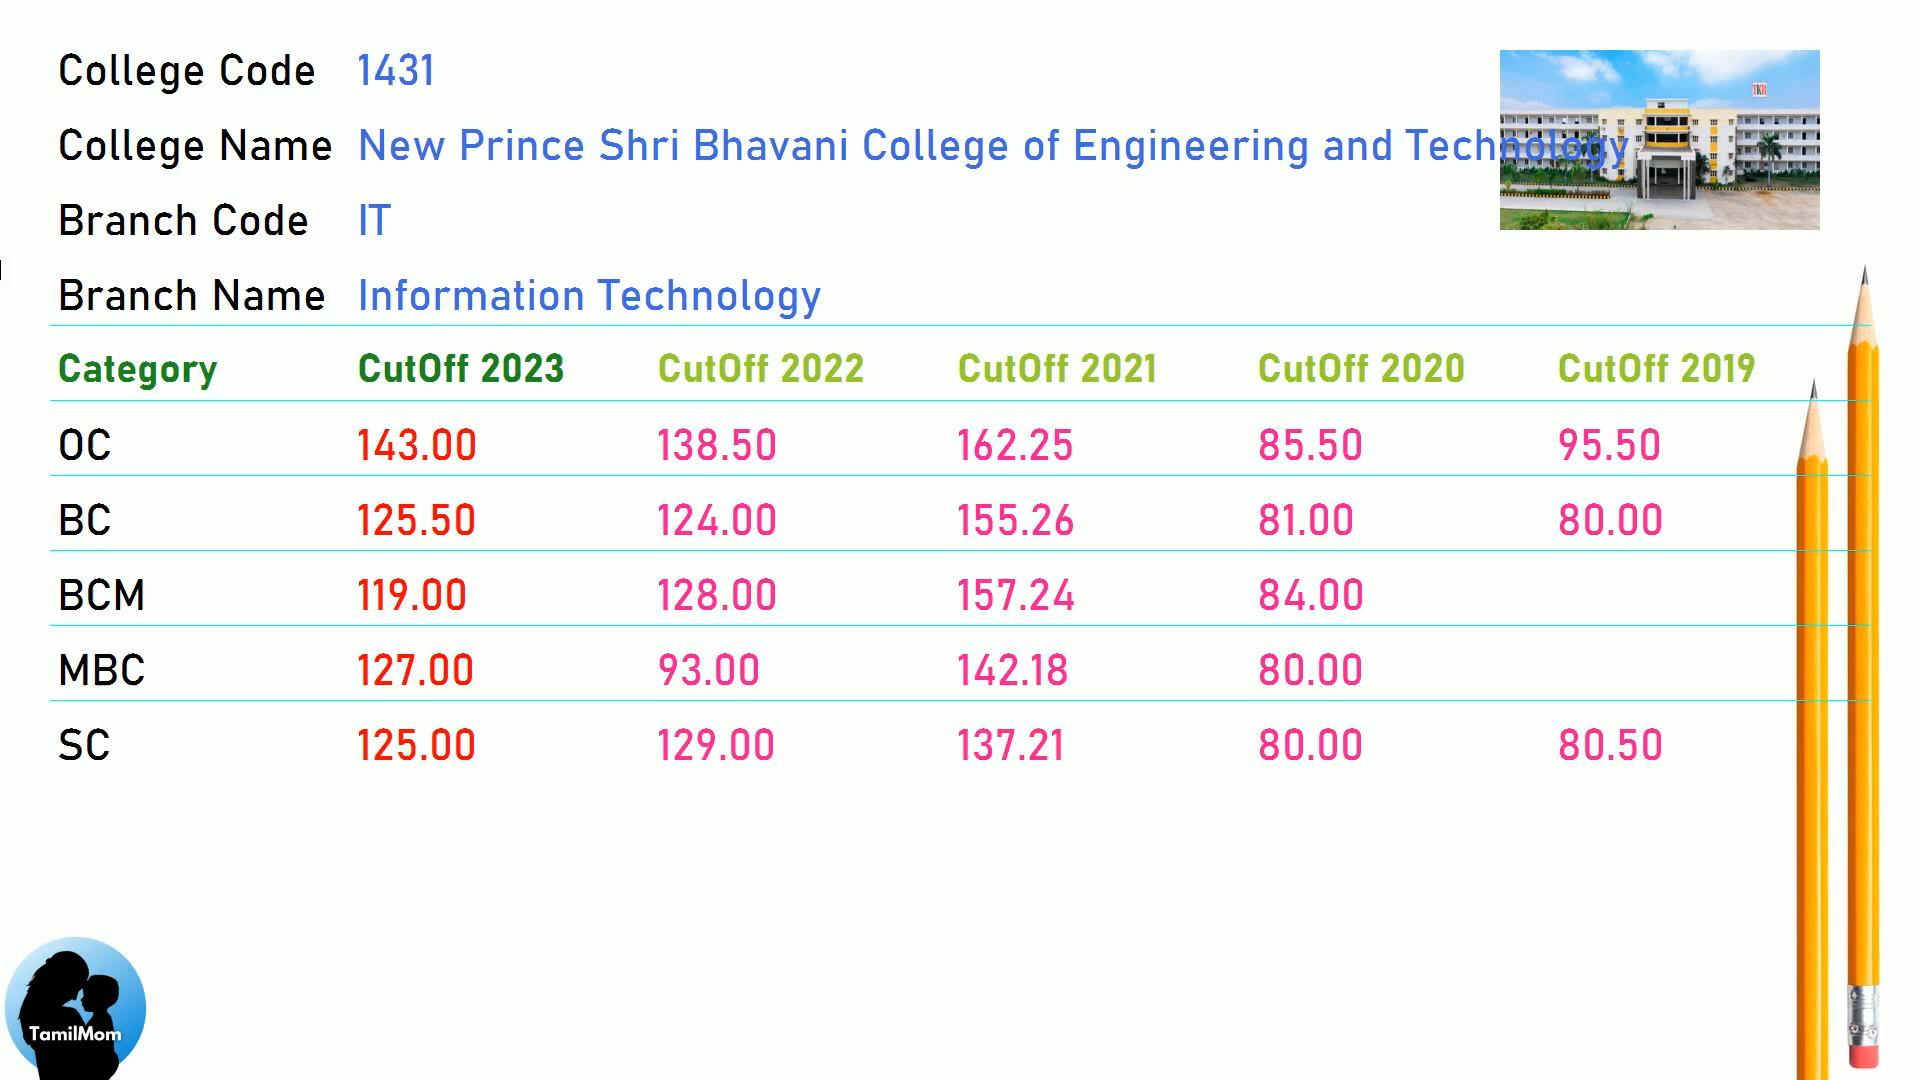 College Code 1431
College Name New Prince Shri Bhavani College of Engineering and Technology
TKR
Branch Code IT
Branch Name Information Technology
Category CutOff 2023 CutOff 2022 CutOff 2021 CutOff 2020 CutOff 2019
OC 143.00 138.50 162.25 85.50 95.50
BC 125.50 124.00 155.26 81.00 80.00
BCM 119.00 128.00 157.24 84.00
MBC 127.00 93.00 142.18 80.00
SC 125.00 129.00 137.21 80.00 80.50
TamilMom